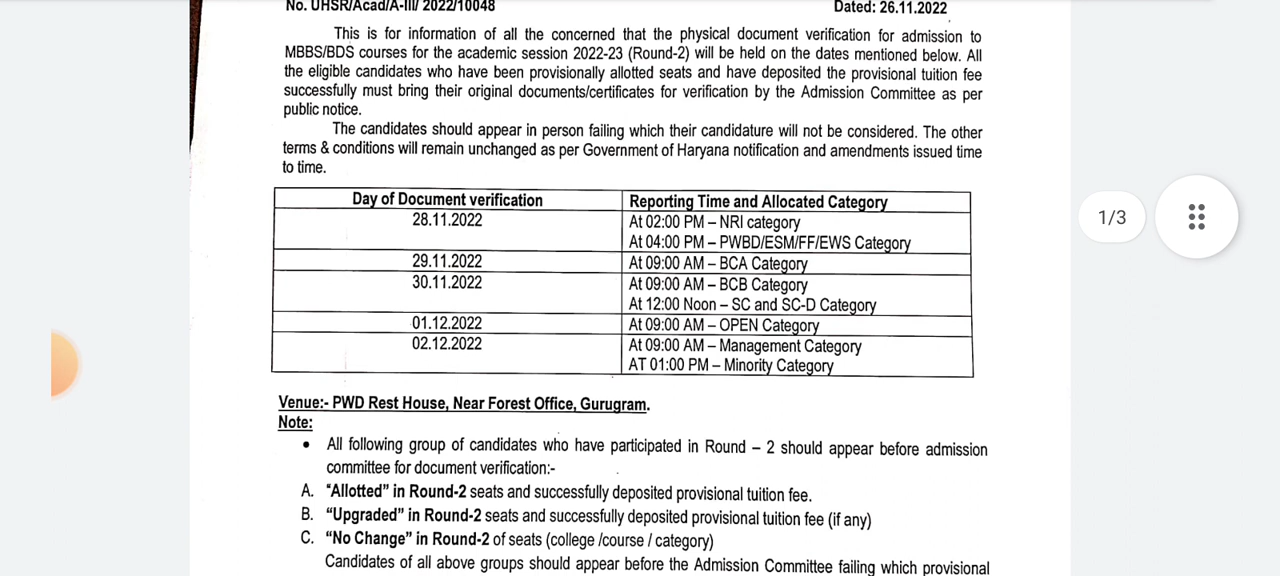 No. UHSR/Acad/A-III/ 2022/10048 Dated: 26.11.2022
This is for information of all the concerned that the physical document verification for admission to
MBBS/BDS courses for the academic session 2022-23 (Round-2) will be held on the dates mentioned below. All
the eligible candidates who have been provisionally allotted seats and have deposited the provisional tuition fee
successfully must bring their original documents/certificates for verification by the Admission Committee as per
public notice.
The candidates should appear in person failing which their candidature will not be considered. The other
terms & conditions will remain unchanged as per Government of Haryana notification and amendments issued time
to time.
Day of Document verification Reporting Time and Allocated Category
28.11.2022 At 02:00 PM – NRI category
At 04:00 PM – PWBD/ESM/FF/EWS Category
29.11.2022 At 09:00 AM – BCA Category
30.11.2022 At 09:00 AM – BCB Category
At 12:00 Noon – SC and SC-D Category
01.12.2022 At 09:00 AM – OPEN Category
02.12.2022 At 09:00 AM – Management Category
AT 01:00 PM – Minority Category
Venue:- PWD Rest House, Near Forest Office, Gurugram.
Note:
• All following group of candidates who have participated in Round – 2 should appear before admission
committee for document verification:-
A. "Allotted" in Round-2 seats and successfully deposited provisional tuition fee.
B. "Upgraded" in Round-2 seats and successfully deposited provisional tuition fee (if any)
C. "No Change" in Round-2 of seats (college /course / category)
Candidates of all above groups should appear before the Admission Committee failing which provisional
1/3